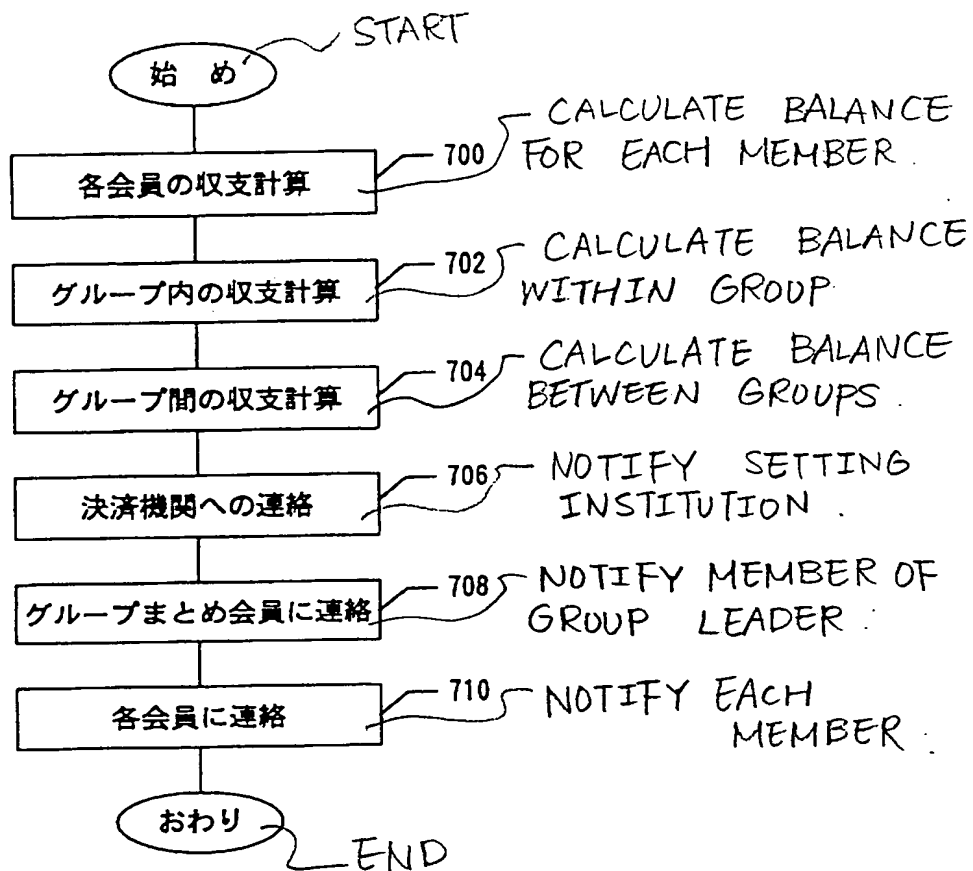 START
始 め
CALCULATE BALANCE
FOR EACH MEMBER.
700
各会員の収支計算
CALCULATE BALANCE
WITHIN GROUP
702
グループ内の収支計算
CALCULATE BALANCE
BETWEEN GROUPS.
704
グループ間の収支計算
NOTIFY SETTING
INSTITUTION.
706
決済機関への連絡
NOTIFY MEMBER OF
GROUP LEADER.
708
グループまとめ会員に連絡
NOTIFY EACH
MEMBER.
710
各会員に連絡
おわり
END